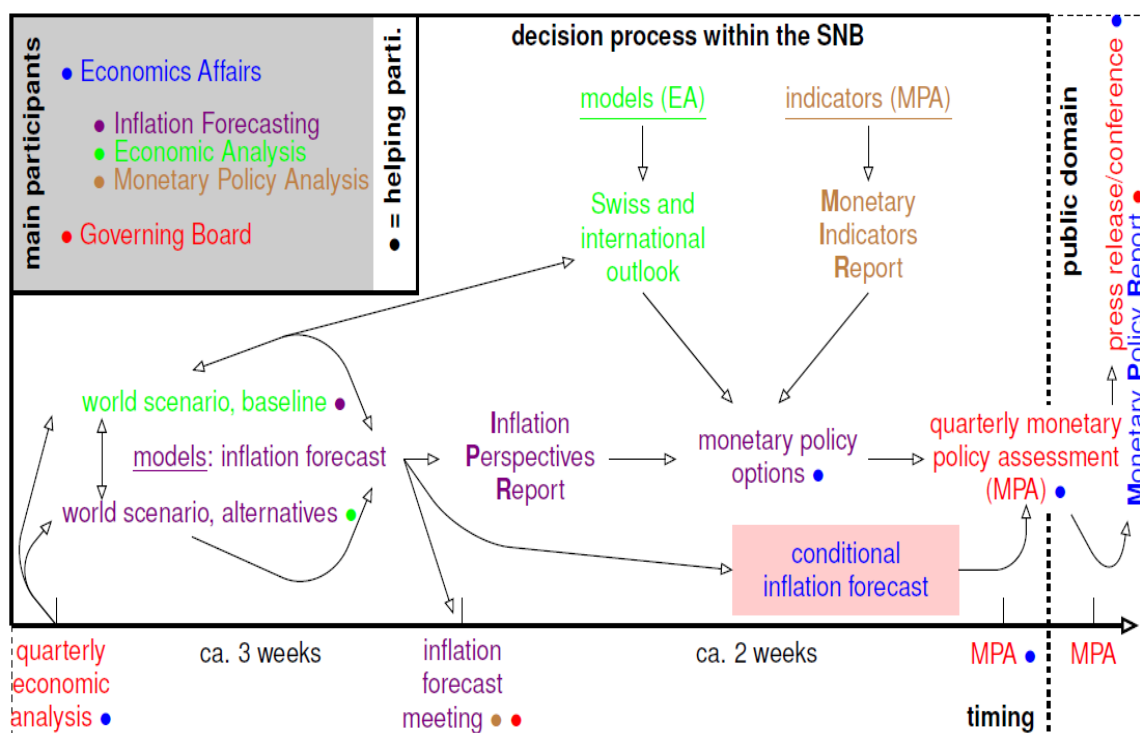 main participants
• Economics Affairs
• Inflation Forecasting
• Economic Analysis
• Monetary Policy Analysis
• Governing Board
• = helping parti.
decision process within the SNB
public domain
models (EA)
indicators (MPA)
Swiss and
international
outlook
Monetary
Indicators
Report
world scenario, baseline •
models: inflation forecast
world scenario, alternatives •
Inflation
Perspectives
Report
monetary policy
options •
quarterly monetary
policy assessment
(MPA) •
conditional
inflation forecast
press release/conference •
Monetary Policy Report •
quarterly
economic
analysis •
ca. 3 weeks
inflation
forecast
meeting • •
ca. 2 weeks
MPA •
MPA
timing